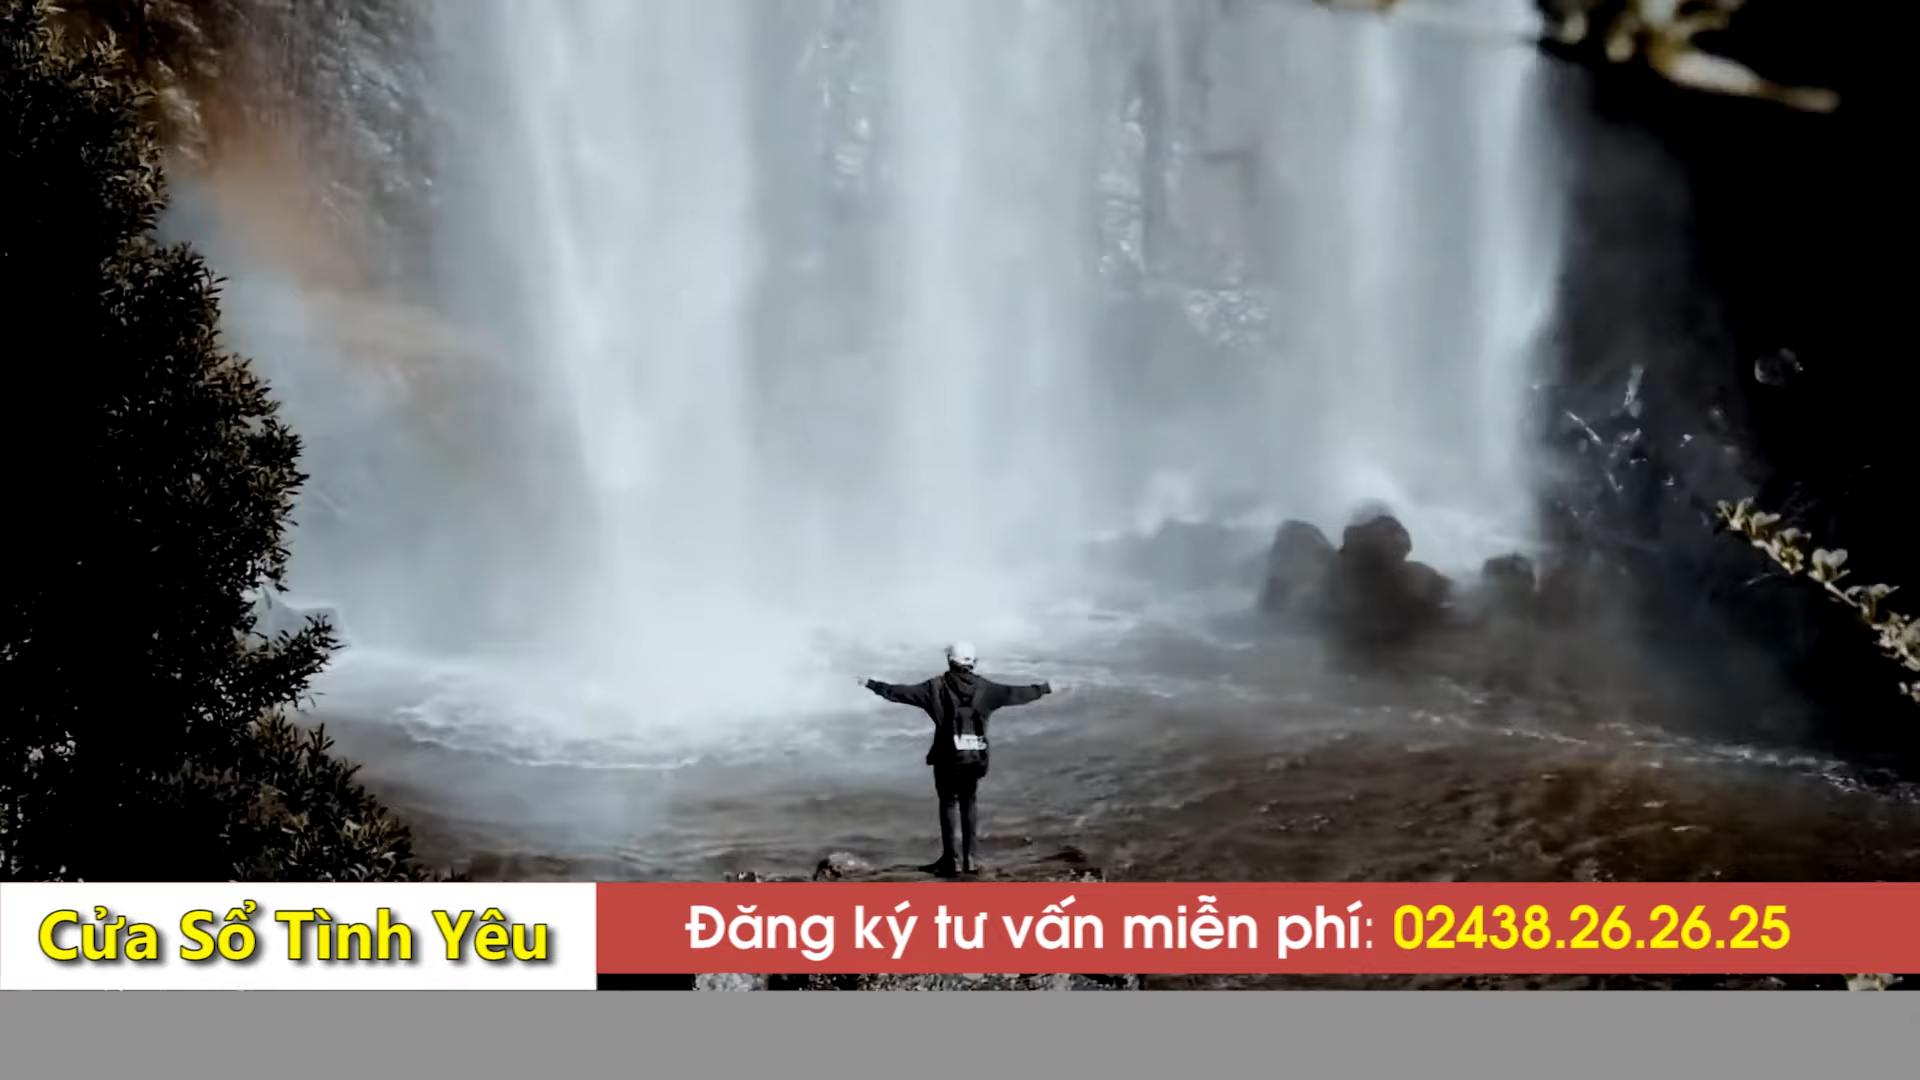 Cửa Sổ Tình Yêu
Đăng ký tư vấn miễn phí: 02438.26.26.25